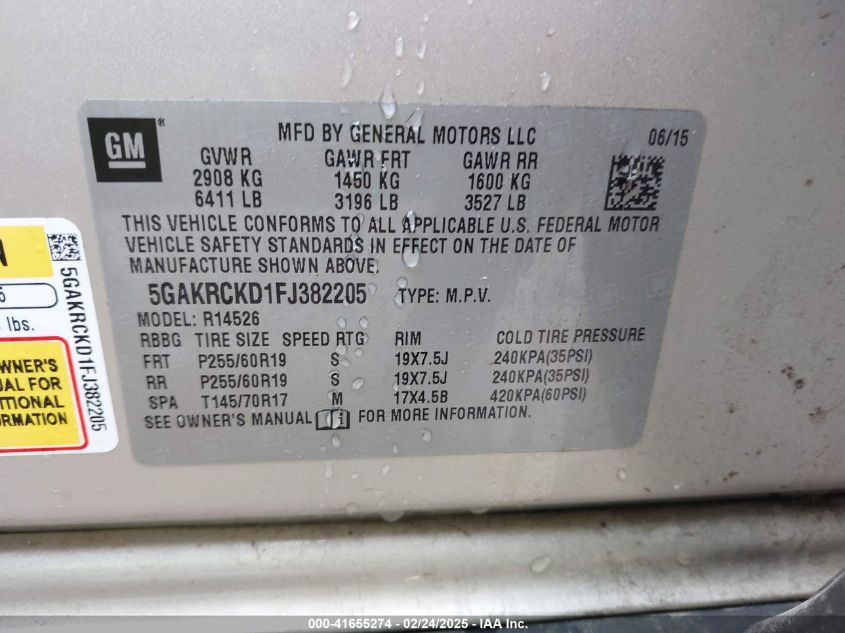 GM ®
MFD BY GENERAL MOTORS LLC 06/15
GVWR GAWR FRT GAWR RR
2908 KG 1450 KG 1600 KG
6411 LB 3196 LB 3527 LB
THIS VEHICLE CONFORMS TO ALL APPLICABLE U.S. FEDERAL MOTOR
VEHICLE SAFETY STANDARDS IN EFFECT ON THE DATE OF
MANUFACTURE SHOWN ABOVE.
5GAKRCKD1FJ382205 TYPE: M.P.V.
MODEL: R14526
RBBG TIRE SIZE SPEED RTG RIM COLD TIRE PRESSURE
FRT P255/60R19 S 19X7.5J 240KPA(35PSI)
RR P255/60R19 S 19X7.5J 240KPA(35PSI)
SPA T145/70R17 M 17X4.5B 420KPA(60PSI)
SEE OWNER'S MANUAL FOR MORE INFORMATION.
lbs.
OWNER'S
FOR
5GAKRCKD1FJ382205
000-41655274 - 02/24/2025 - IAA Inc.